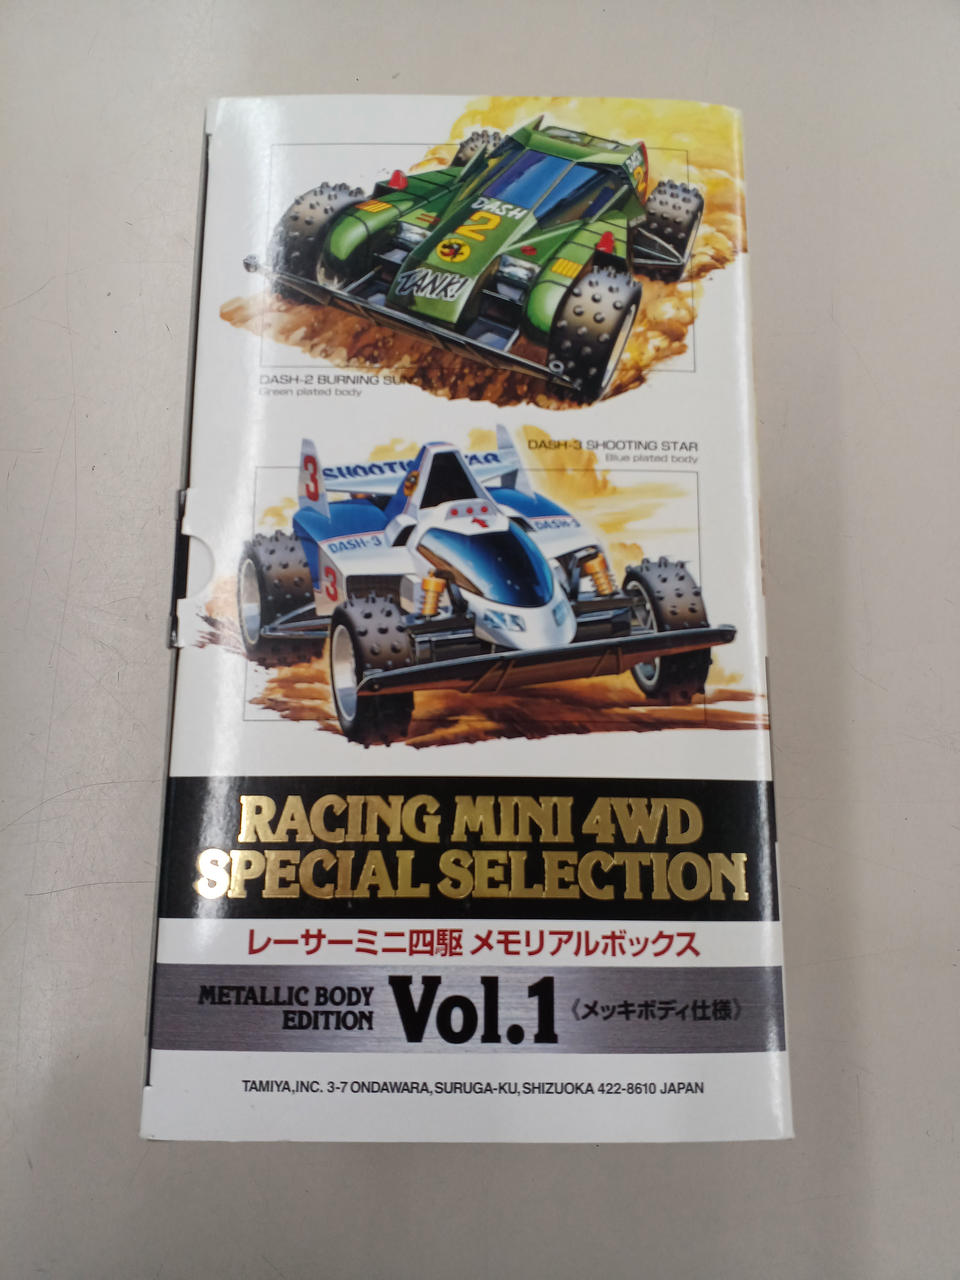 DASH
2
DASH
2
TANK!
DASH-2 BURNING SUN
Green plated body
DASH-3 SHOOTING STAR
Blue plated body
3
DASH-3
DASH-3
3
RACING MINI 4WD
SPECIAL SELECTION
レーサーミニ四駆 メモリアルボックス
METALLIC BODY
EDITION
Vol.1
《メッキボディ仕様》
TAMIYA,INC. 3-7 ONDAWARA,SURUGA-KU,SHIZUOKA 422-8610 JAPAN